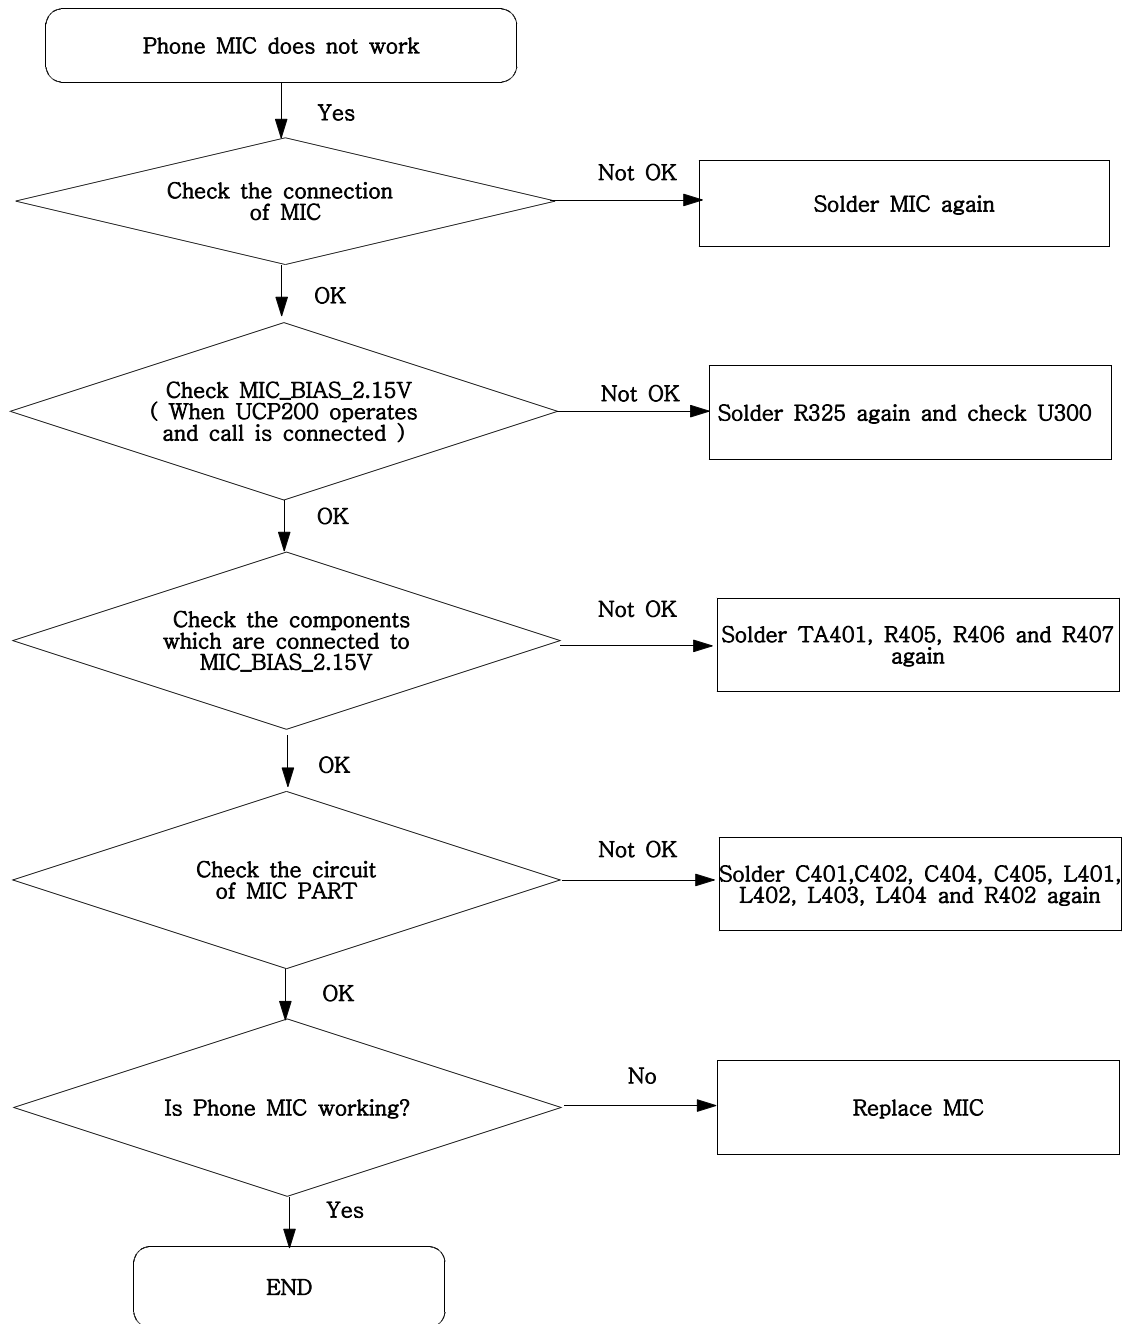 Phone MIC does not work
Yes
Check the connection
of MIC
Not OK
Solder MIC again
OK
Check MIC_BIAS_2.15V
( When UCP200 operates
and call is connected )
Not OK
Solder R325 again and check U300
OK
Check the components
which are connected to
MIC_BIAS_2.15V
Not OK
Solder TA401, R405, R406 and R407
again
OK
Check the circuit
of MIC PART
Not OK
Solder C401,C402, C404, C405, L401,
L402, L403, L404 and R402 again
OK
Is Phone MIC working?
No
Replace MIC
Yes
END